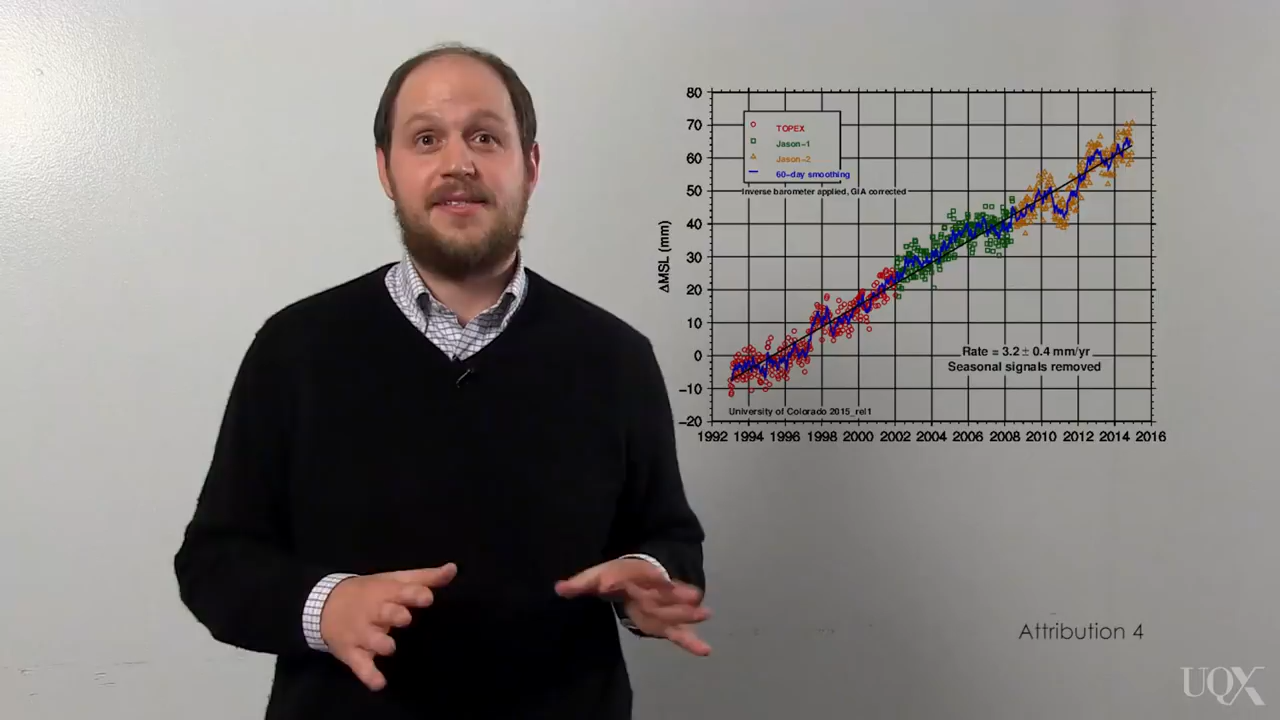 80
70
60
50
40
30
20
10
0
−10
−20
ΔMSL (mm)
TOPEX
Jason−1
Jason−2
60−day smoothing
Inverse barometer applied, GIA corrected
Rate = 3.2 ± 0.4 mm/yr
Seasonal signals removed
University of Colorado 2015_rel1
1992 1994 1996 1998 2000 2002 2004 2006 2008 2010 2012 2014 2016
Attribution 4
UQX